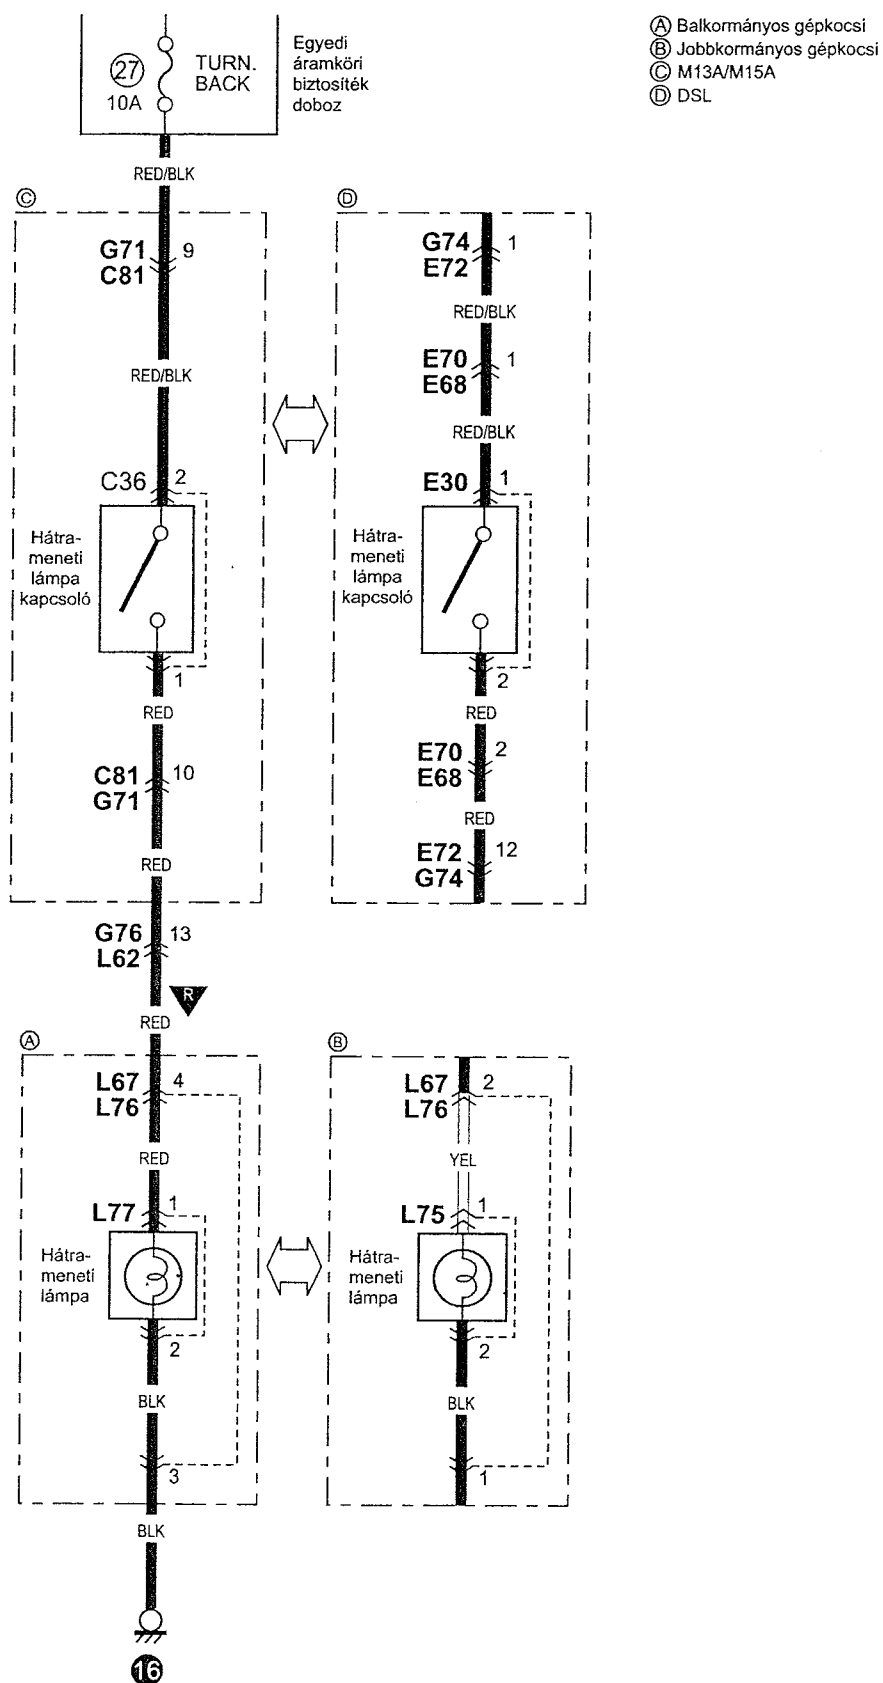 Ⓐ Balkormányos gépkocsi
Ⓑ Jobbkormányos gépkocsi
Ⓒ M13A/M15A
Ⓓ DSL
27
10A
TURN.
BACK
Egyedi
áramköri
biztosíték
doboz
RED/BLK
Ⓒ
G71
C81
9
RED/BLK
C36
2
Hátra-
meneti
lámpa
kapcsoló
1
RED
C81
G71
10
RED
Ⓓ
G74
E72
1
RED/BLK
E70
E68
1
RED/BLK
E30
1
Hátra-
meneti
lámpa
kapcsoló
2
RED
E70
E68
2
RED
E72
G74
12
G76
L62
13
R
RED
Ⓐ
L67
L76
4
RED
L77
1
Hátra-
meneti
lámpa
2
BLK
3
Ⓑ
L67
L76
2
YEL
L75
1
Hátra-
meneti
lámpa
2
BLK
1
BLK
16